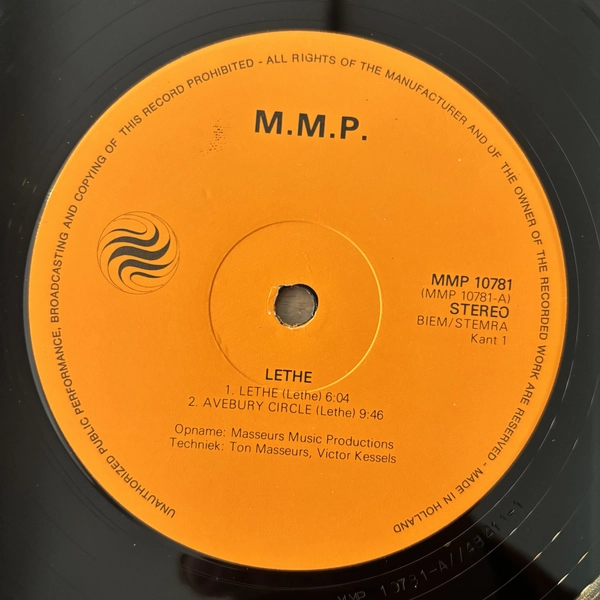 UNAUTHORIZED PUBLIC PERFORMANCE, BROADCASTING AND COPYING OF THIS RECORD PROHIBITED - ALL RIGHTS OF THE MANUFACTURER AND OF THE OWNER OF THE RECORDED WORK ARE RESERVED - MADE IN HOLLAND
M.M.P.
MMP 10781
(MMP 10781-A)
STEREO
BIEM/STEMRA
Kant 1
LETHE
1. LETHE (Lethe) 6:04
2. AVEBURY CIRCLE (Lethe) 9:46
Opname: Masseurs Music Productions
Techniek: Ton Masseurs, Victor Kessels
MMP 10781-A//